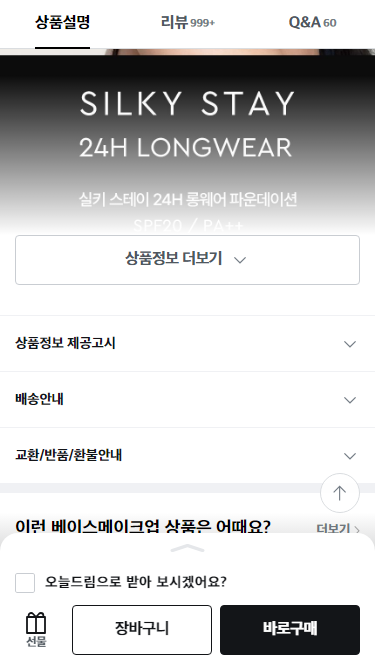 상품설명 리뷰 999+ Q&A 60
SILKY STAY
24H LONGWEAR
실키 스테이 24H 롱웨어 파운데이션
SPF20 / PA++
상품정보 더보기
상품정보 제공고시
배송안내
교환/반품/환불안내
이런 베이스메이크업 상품은 어때요? 더보기
오늘드림으로 받아 보시겠어요?
선물 장바구니 바로구매